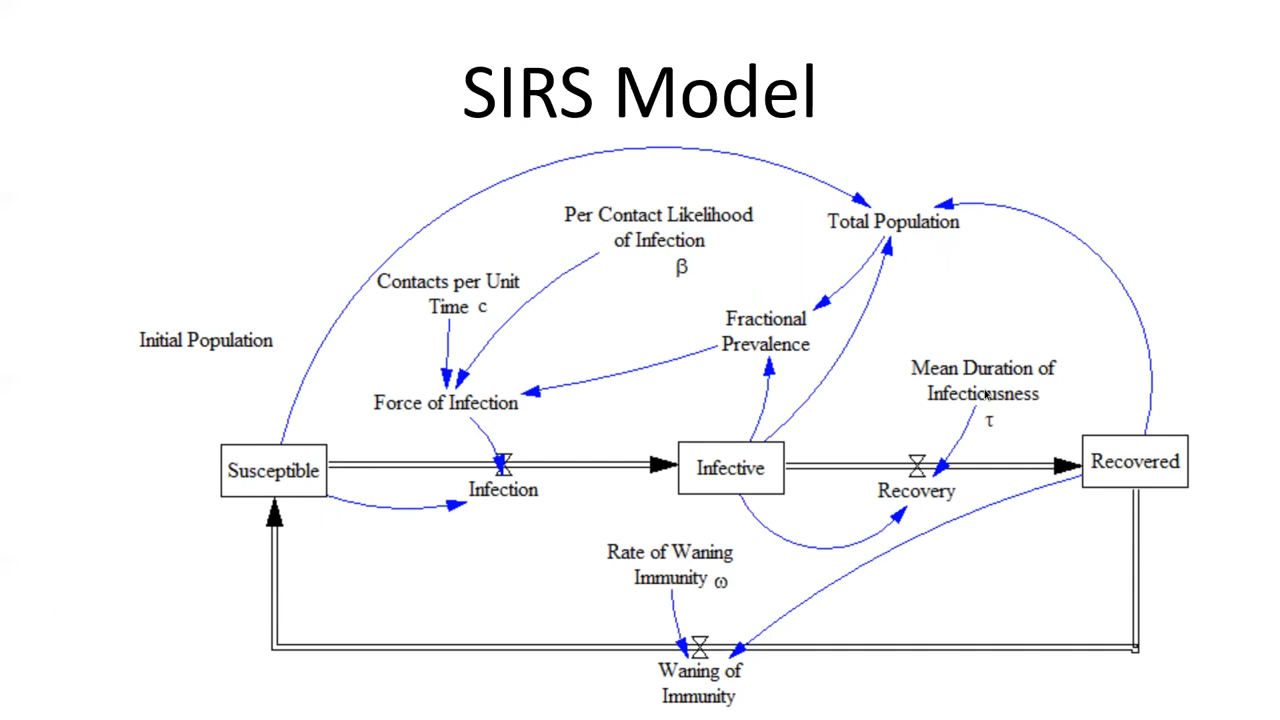 SIRS Model
Per Contact Likelihood
of Infection
β
Total Population
Contacts per Unit
Time c
Fractional
Prevalence
Initial Population
Mean Duration of
Infectiousness
τ
Force of Infection
Susceptible
Infection
Infective
Recovery
Recovered
Rate of Waning
Immunity ω
Waning of
Immunity